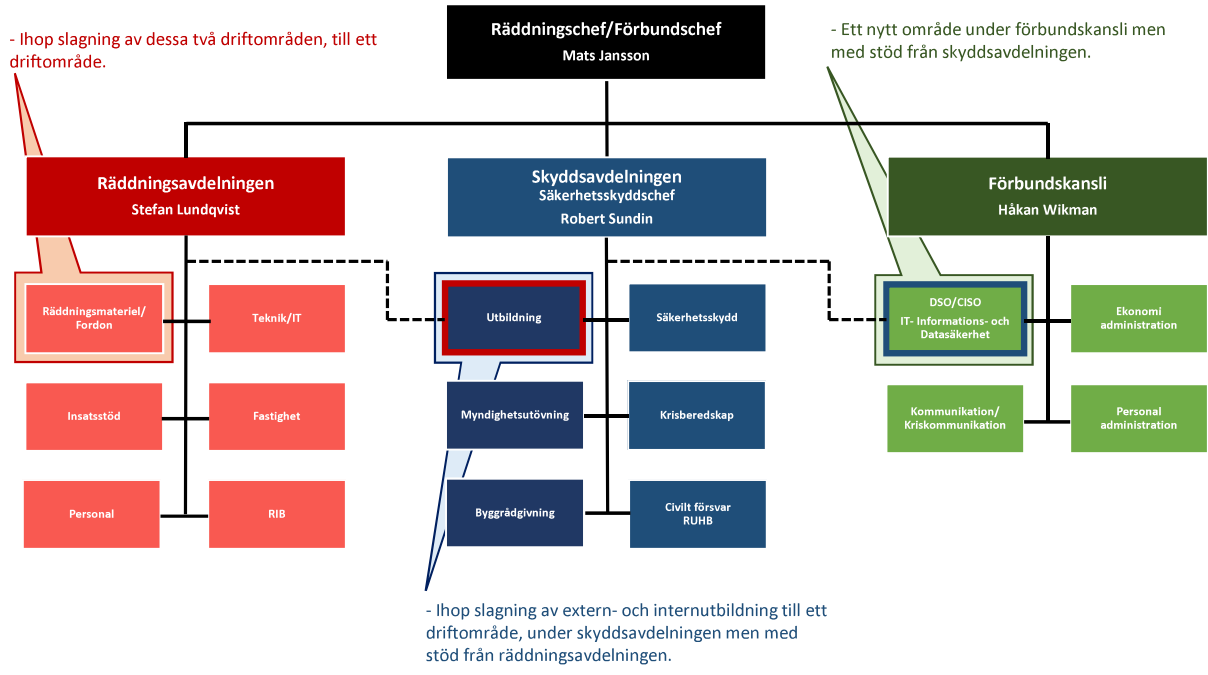 - Ihop slagning av dessa två driftområden, till ett
driftområde.
Räddningschef/Förbundschef
Mats Jansson
- Ett nytt område under förbundskansli men
med stöd från skyddsavdelningen.
Räddningsavdelningen
Stefan Lundqvist
Skyddsavdelningen
Säkerhetsskyddschef
Robert Sundin
Förbundskansli
Håkan Wikman
Räddningsmateriel/
Fordon
Teknik/IT
Insatsstöd
Fastighet
Personal
RIB
Utbildning
Säkerhetsskydd
Myndighetsutövning
Krisberedskap
Byggrådgivning
Civilt försvar
RUHB
DSO/CISO
IT- Informations- och
Datasäkerhet
Ekonomi
administration
Kommunikation/
Kriskommunikation
Personal
administration
- Ihop slagning av extern- och internutbildning till ett
driftområde, under skyddsavdelningen men med
stöd från räddningsavdelningen.